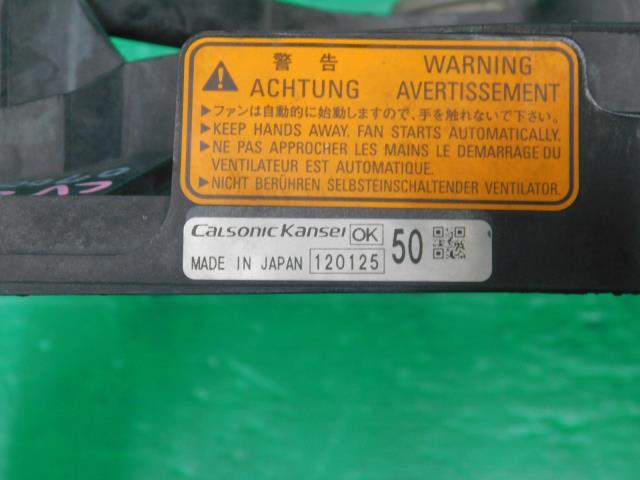 警告 WARNING
ACHTUNG AVERTISSEMENT
▶ファンは自動的に始動しますので、手を触れないで下さい。
▶KEEP HANDS AWAY. FAN STARTS AUTOMATICALLY.
▶NE PAS APPROCHER LES MAINS LE DEMARRAGE DU
VENTILATEUR EST AUTOMATIQUE.
▶NICHT BERÜHREN SELBSTEINSCHALTENDER VENTILATOR.
Calsonic Kansei OK 50
MADE IN JAPAN 120125